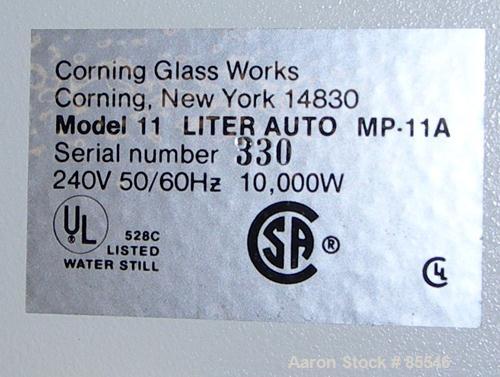 Corning Glass Works
Corning, New York 14830
Model 11 LITER AUTO MP-11A
Serial number 330
240V 50/60Hz 10,000W
UL ® 528C
LISTED
WATER STILL
SA ®
Aaron Stock # 85546